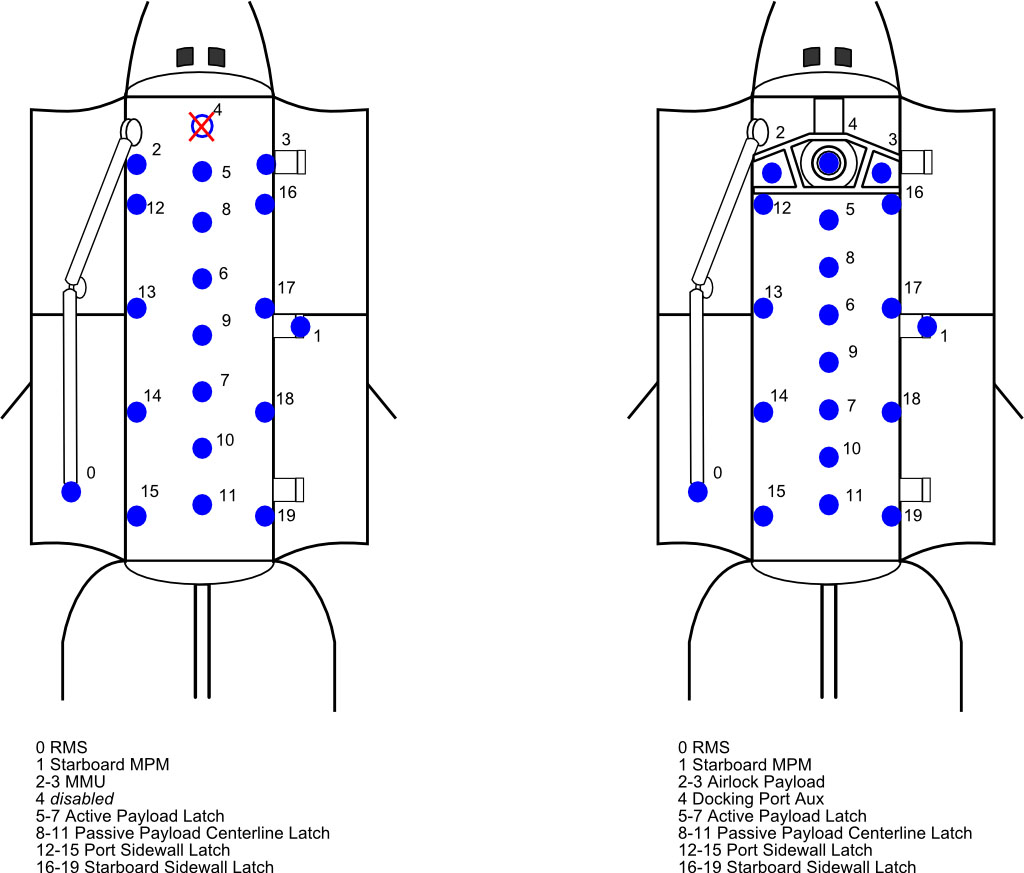 4
2
3
5
16
12
8
6
13
17
9
1
7
14
18
10
0
15
11
19
2
4
3
16
12
5
8
13
17
6
1
9
14
7
18
10
0
15
11
19
0 RMS
1 Starboard MPM
2-3 MMU
4 disabled
5-7 Active Payload Latch
8-11 Passive Payload Centerline Latch
12-15 Port Sidewall Latch
16-19 Starboard Sidewall Latch
0 RMS
1 Starboard MPM
2-3 Airlock Payload
4 Docking Port Aux
5-7 Active Payload Latch
8-11 Passive Payload Centerline Latch
12-15 Port Sidewall Latch
16-19 Starboard Sidewall Latch